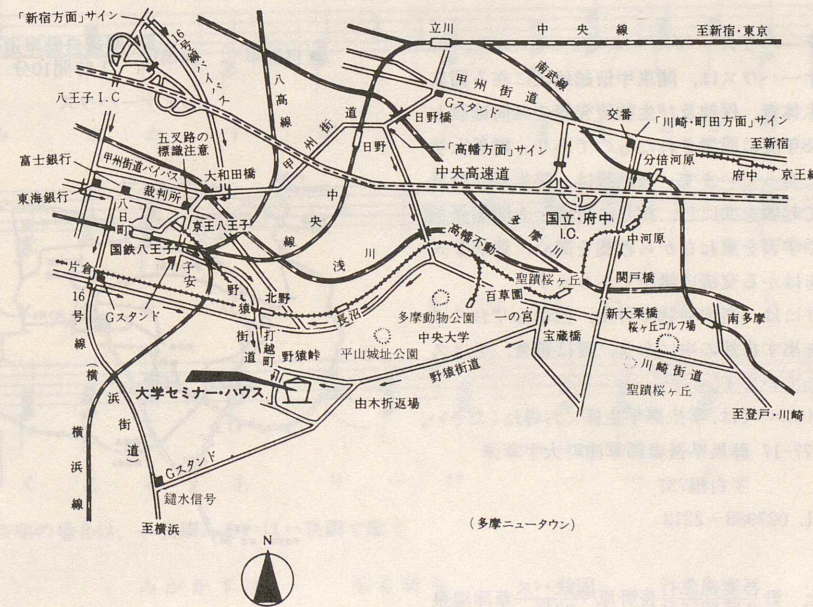 「新宿方面」サイン
16号線バイパス
立川
中央線
至新宿・東京
八高線
南武線
甲州街道
八王子I.C
Gスタンド
日野橋
交番
「川崎・町田方面」サイン
五叉路の
標識注意
甲州街道
日野
「高幡方面」サイン
分倍河原
至新宿
富士銀行
甲州街道バイパス
大和田橋
中央高速道
府中
京王線
東海銀行
裁判所
八日町
京王八王子
中央線
国立・府中
I.C.
国鉄八王子
浅川
高幡不動
多摩川
中河原
片倉
子安
聖蹟桜ヶ丘
関戸橋
16号線(横浜街道)
Gスタンド
野猿街道
北野
長沼
百草園
多摩動物公園
一の宮
新大栗橋
桜ヶ丘ゴルフ場
南多摩
打越町
野猿峠
平山城址公園
中央大学
宝蔵橋
川崎街道
大学セミナー・ハウス
野猿街道
聖蹟桜ヶ丘
由木折返場
至登戸・川崎
横浜線
Gスタンド
鑓水信号
至横浜
(多摩ニュータウン)
N